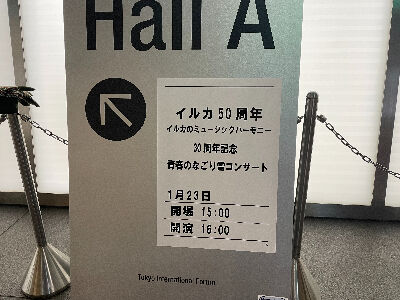 Hall A
イルカ50周年
イルカのミュージックハーモニー
30周年記念
青春のなごり雪コンサート
1月23日
開場 15:00
開演 16:00
Tokyo International Forum